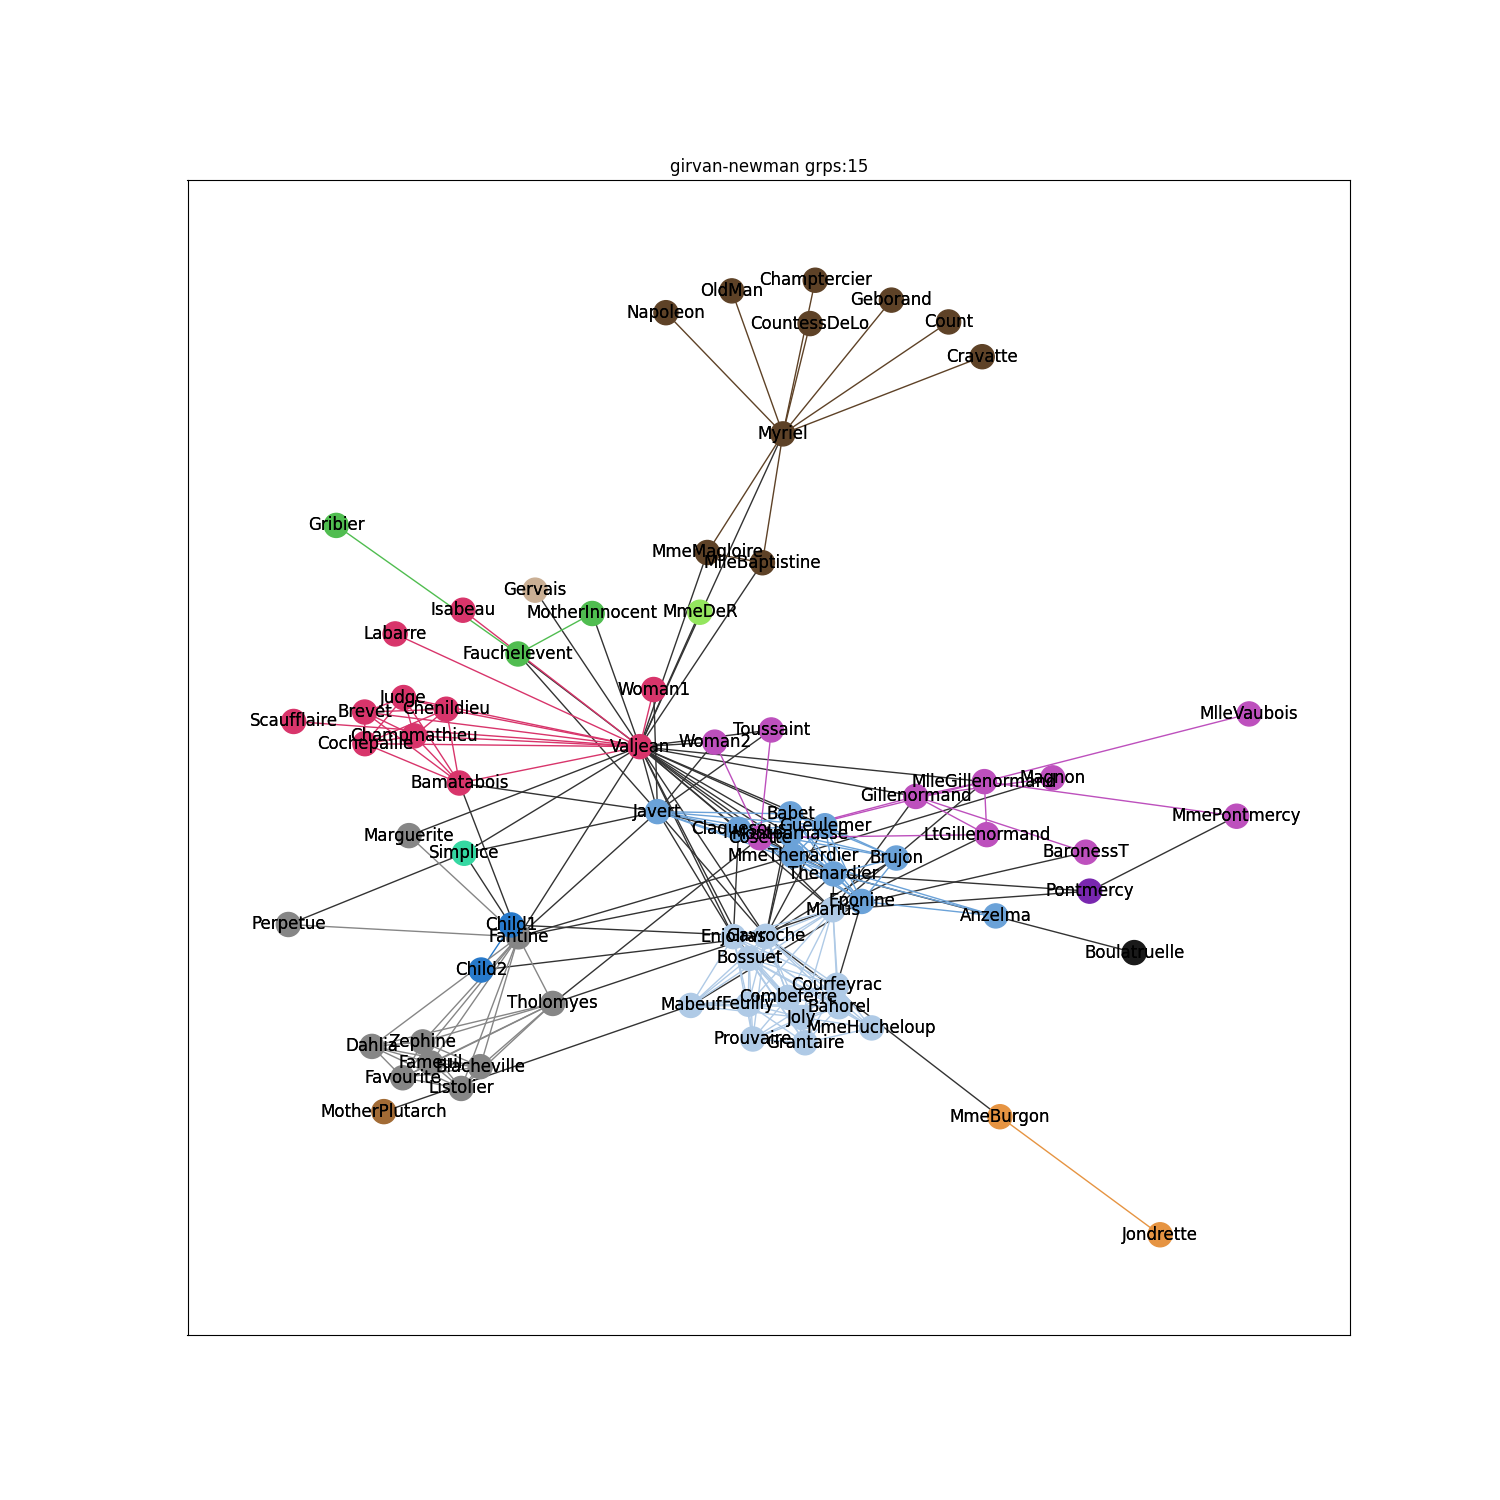 girvan-newman grps:15
Champtercier
OldMan
Geborand
Napoleon
CountessDeLo
Count
Cravatte
Myriel
Gribier
MmeMagloire
MlleBaptistine
Gervais
Isabeau
MotherInnocent
MmeDeR
Labarre
Fauchelevent
Woman1
Judge
Brevet
Chenildieu
Scaufflaire
Champmathieu
Cochepaille
Valjean
Woman2
Toussaint
MlleVaubois
Bamatabois
MlleGillenormand
Magnon
Gillenormand
Javert
Babet
Gueulemer
MmePontmercy
Claquesous
Montparnasse
Cosette
Marguerite
LtGillenormand
Simplice
MmeThenardier
Brujon
BaronessT
Thenardier
Pontmercy
Eponine
Marius
Anzelma
Perpetue
Child1
Fantine
Enjolras
Gavroche
Boulatruelle
Bossuet
Child2
Courfeyrac
Combeferre
Tholomyes
Mabeuf
Feuilly
Bahorel
Joly
MmeHucheloup
Prouvaire
Grantaire
Dahlia
Zephine
Fameuil
Blacheville
Favourite
Listolier
MotherPlutarch
MmeBurgon
Jondrette